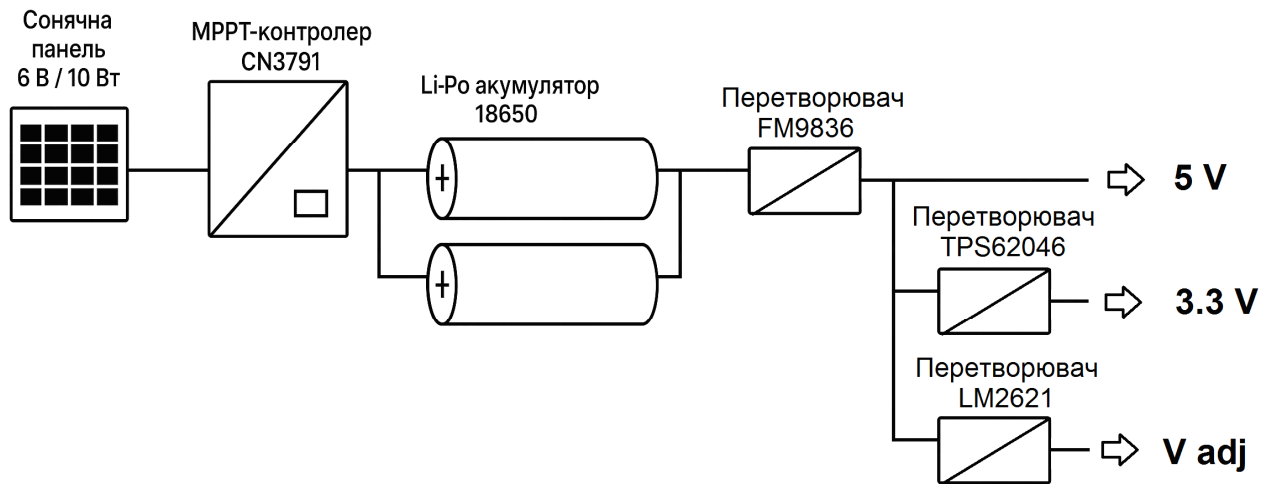 Сонячна
панель
6 В / 10 Вт
МРРТ-контролер
CN3791
Li-Po акумулятор
18650
Перетворювач
FM9836
5 V
Перетворювач
TPS62046
3.3 V
Перетворювач
LM2621
V adj
+
+